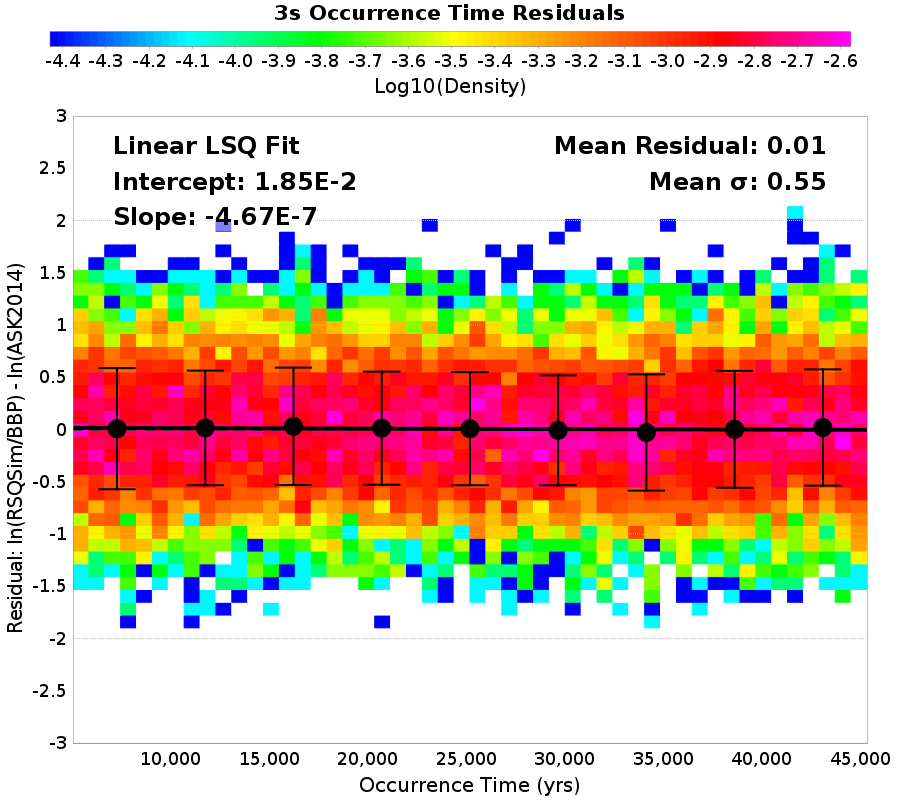 3s Occurrence Time Residuals
-4.4 -4.3 -4.2 -4.1 -4.0 -3.9 -3.8 -3.7 -3.6 -3.5 -3.4 -3.3 -3.2 -3.1 -3.0 -2.9 -2.8 -2.7 -2.6
Log10(Density)
Linear LSQ Fit
Intercept: 1.85E-2
Slope: -4.67E-7
Mean Residual: 0.01
Mean σ: 0.55
Residual: ln(RSQSim/BBP) - ln(ASK2014)
3
2.5
2
1.5
1
0.5
0
-0.5
-1
-1.5
-2
-2.5
-3
10,000 15,000 20,000 25,000 30,000 35,000 40,000 45,000
Occurrence Time (yrs)